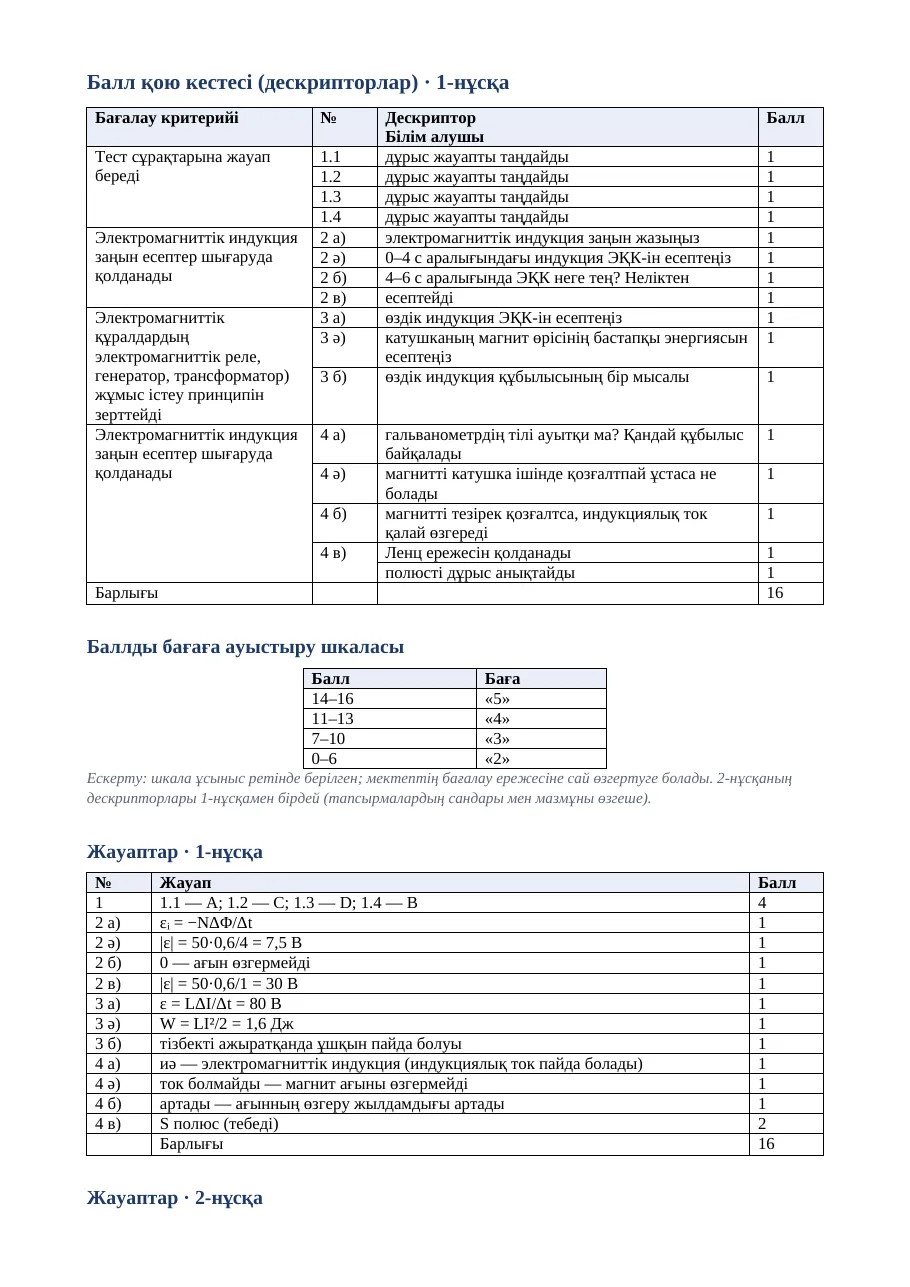 Балл қою кестесі (дескрипторлар) · 1-нұсқа
Бағалау критерийі № Дескриптор Балл
Білім алушы
Тест сұрақтарына жауап 1.1 дұрыс жауапты таңдайды 1
береді 1.2 дұрыс жауапты таңдайды 1
1.3 дұрыс жауапты таңдайды 1
1.4 дұрыс жауапты таңдайды 1
Электромагниттік индукция 2 а) электромагниттік индукция заңын жазыңыз 1
заңын есептер шығаруда 2 ә) 0–4 с аралығындағы индукция ЭҚК-ін есептеңіз 1
қолданады 2 б) 4–6 с аралығында ЭҚК неге тең? Неліктен 1
2 в) есептейді 1
Электромагниттік 3 а) өздік индукция ЭҚК-ін есептеңіз 1
құралдардың 3 ә) катушканың магнит өрісінің бастапқы энергиясын 1
электромагниттік реле, есептеңіз
генератор, трансформатор) 3 б) өздік индукция құбылысының бір мысалы 1
жұмыс істеу принципін
зерттейді
Электромагниттік индукция 4 а) гальванометрдің тілі ауытқи ма? Қандай құбылыс 1
заңын есептер шығаруда байқалады
қолданады 4 ә) магнитті катушка ішінде қозғалтпай ұстаса не 1
болады
4 б) магнитті тезірек қозғалтса, индукциялық ток 1
қалай өзгереді
4 в) Ленц ережесін қолданады 1
полюсті дұрыс анықтайды 1
Барлығы 16
Баллды бағаға ауыстыру шкаласы
Балл Баға
14–16 «5»
11–13 «4»
7–10 «3»
0–6 «2»
Ескерту: шкала ұсыныс ретінде берілген; мектептің бағалау ережесіне сай өзгертуге болады. 2-нұсқаның
дескрипторлары 1-нұсқамен бірдей (тапсырмалардың сандары мен мазмұны өзгеше).
Жауаптар · 1-нұсқа
№ Жауап Балл
1 1.1 — A; 1.2 — C; 1.3 — D; 1.4 — B 4
2 а) εᵢ = −NΔΦ/Δt 1
2 ә) |ε| = 50·0,6/4 = 7,5 В 1
2 б) 0 — ағын өзгермейді 1
2 в) |ε| = 50·0,6/1 = 30 В 1
3 а) ε = LΔI/Δt = 80 В 1
3 ә) W = LI²/2 = 1,6 Дж 1
3 б) тізбекті ажыратқанда ұшқын пайда болуы 1
4 а) иә — электромагниттік индукция (индукциялық ток пайда болады) 1
4 ә) ток болмайды — магнит ағыны өзгермейді 1
4 б) артады — ағынның өзгеру жылдамдығы артады 1
4 в) S полюс (тебеді) 2
Барлығы 16
Жауаптар · 2-нұсқа